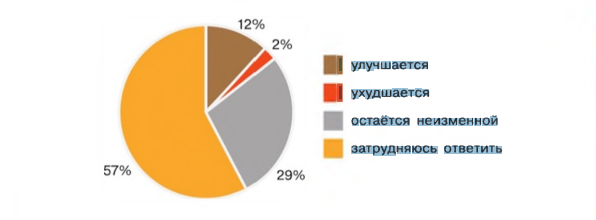 12%
2%
улучшается
ухудшается
остаётся неизменной
затрудняюсь ответить
57%
29%